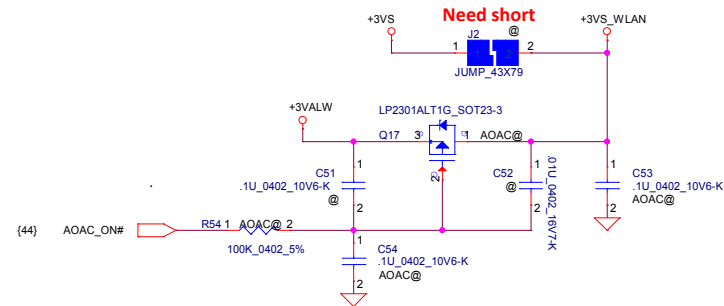 Need short
+3VS
+3VS_WLAN
J2
@
1
1
2
2
JUMP_43X79
+3VALW
LP2301ALT1G_SOT23-3
Q17
3
1
AOAC@
2
1
C51
.1U_0402_10V6-K
@
2
1
C52
@
2
.01U_0402_16V7-K
1
C53
.1U_0402_10V6-K
AOAC@
2
{44}
AOAC_ON#
R54
1
AOAC@
2
100K_0402_5%
1
C54
.1U_0402_10V6-K
AOAC@
2